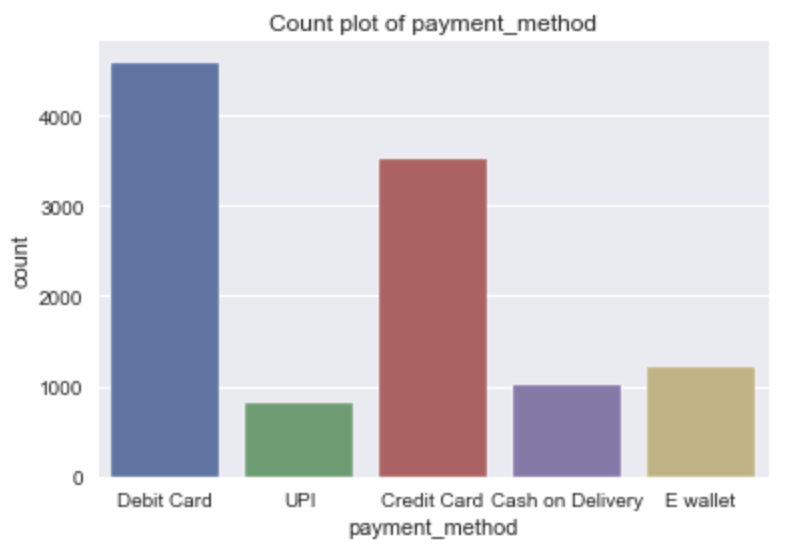 Count plot of payment_method
count
4000
3000
2000
1000
0
Debit Card UPI Credit Card Cash on Delivery E wallet
payment_method